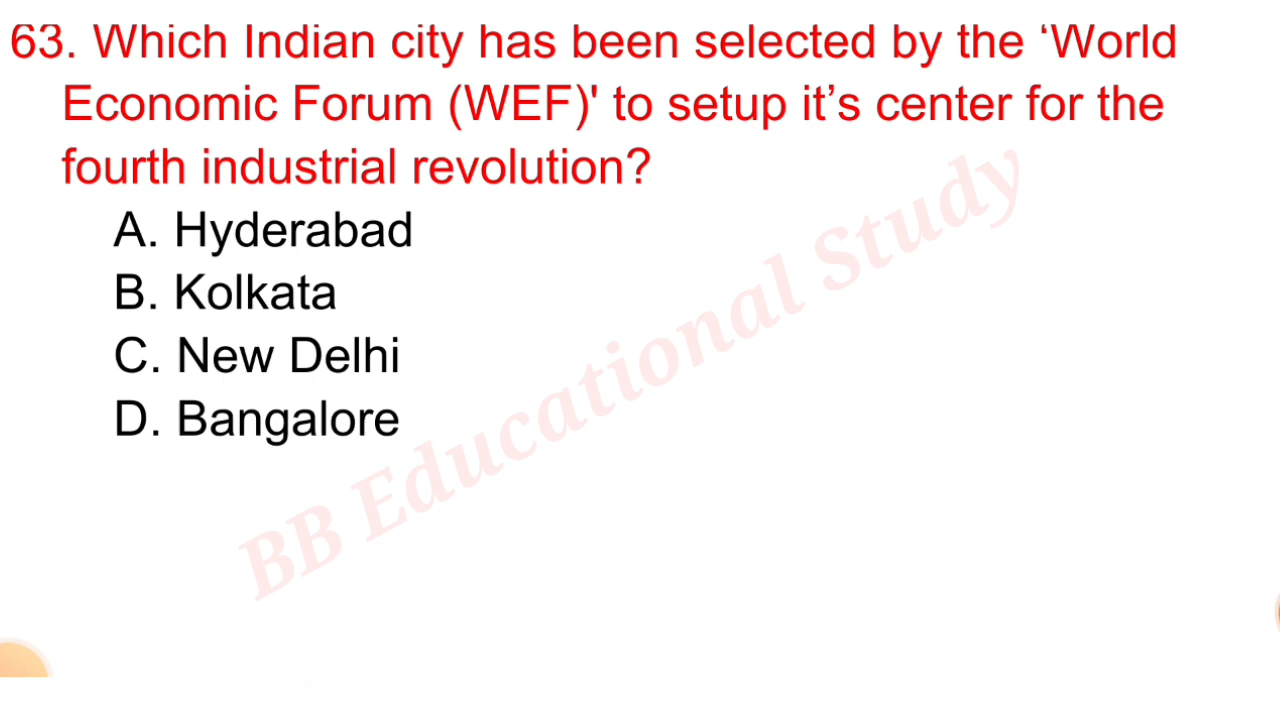 63. Which Indian city has been selected by the ‘World
Economic Forum (WEF)' to setup it’s center for the
fourth industrial revolution?
A. Hyderabad
B. Kolkata
C. New Delhi
D. Bangalore
BB Educational Study